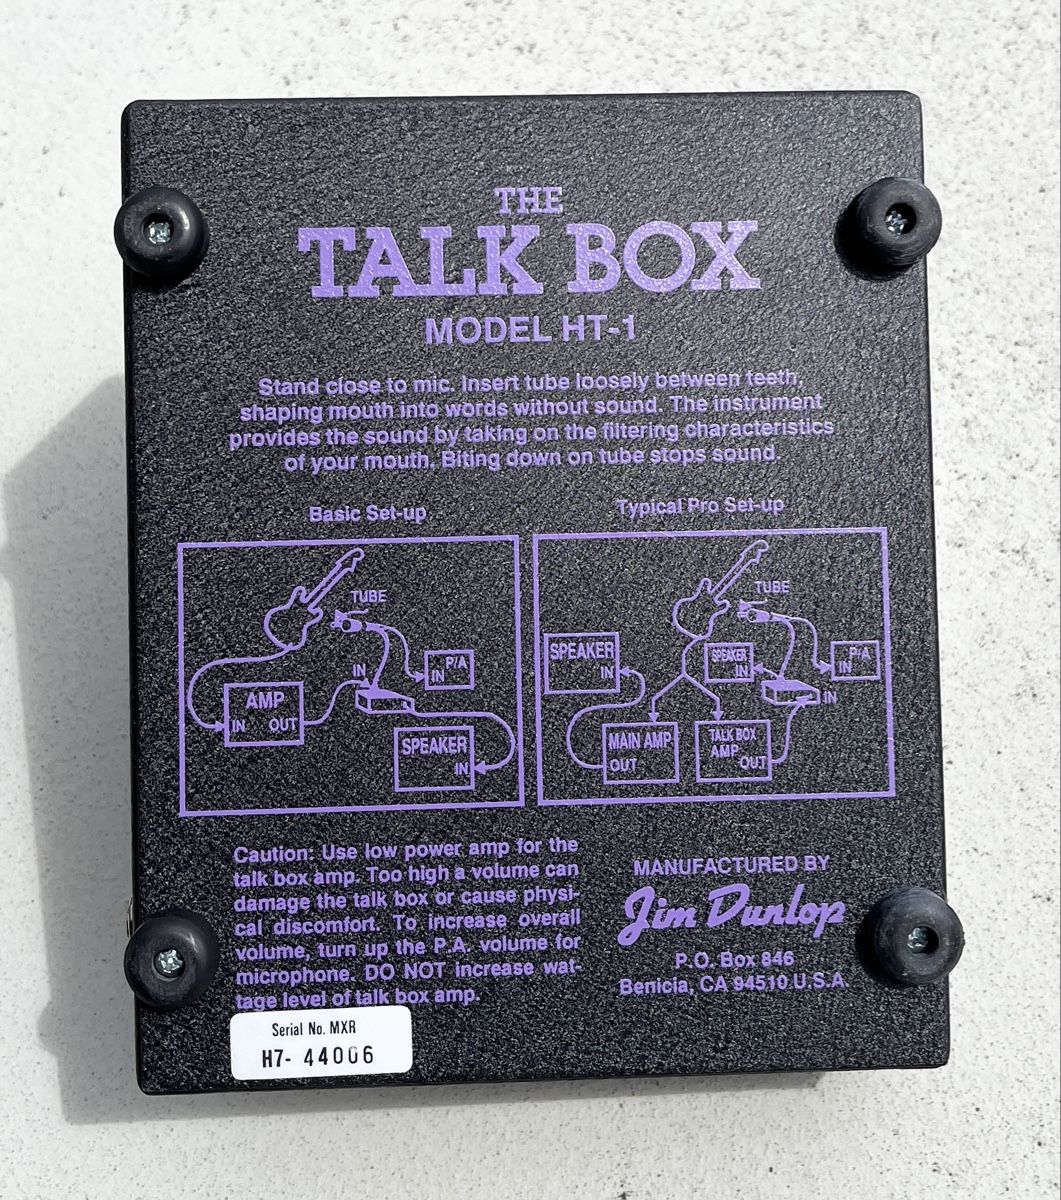 THE
TALK BOX
MODEL HT-1
Stand close to mic. Insert tube loosely between teeth,
shaping mouth into words without sound. The instrument
provides the sound by taking on the filtering characteristics
of your mouth. Biting down on tube stops sound.
Basic Set-up
TUBE
IN
P/A
IN
AMP
IN OUT
SPEAKER
IN
Typical Pro Set-up
TUBE
SPEAKER
IN
SPEAKER
IN
P/A
IN
IN
MAIN AMP
OUT
TALK BOX
AMP
OUT
Caution: Use low power amp for the
talk box amp. Too high a volume can
damage the talk box or cause physi-
cal discomfort. To increase overall
volume, turn up the P.A. volume for
microphone. DO NOT increase wat-
tage level of talk box amp.
MANUFACTURED BY
Jim Dunlop
P.O. Box 846
Benicia, CA 94510 U.S.A.
Serial No. MXR
H7- 44006